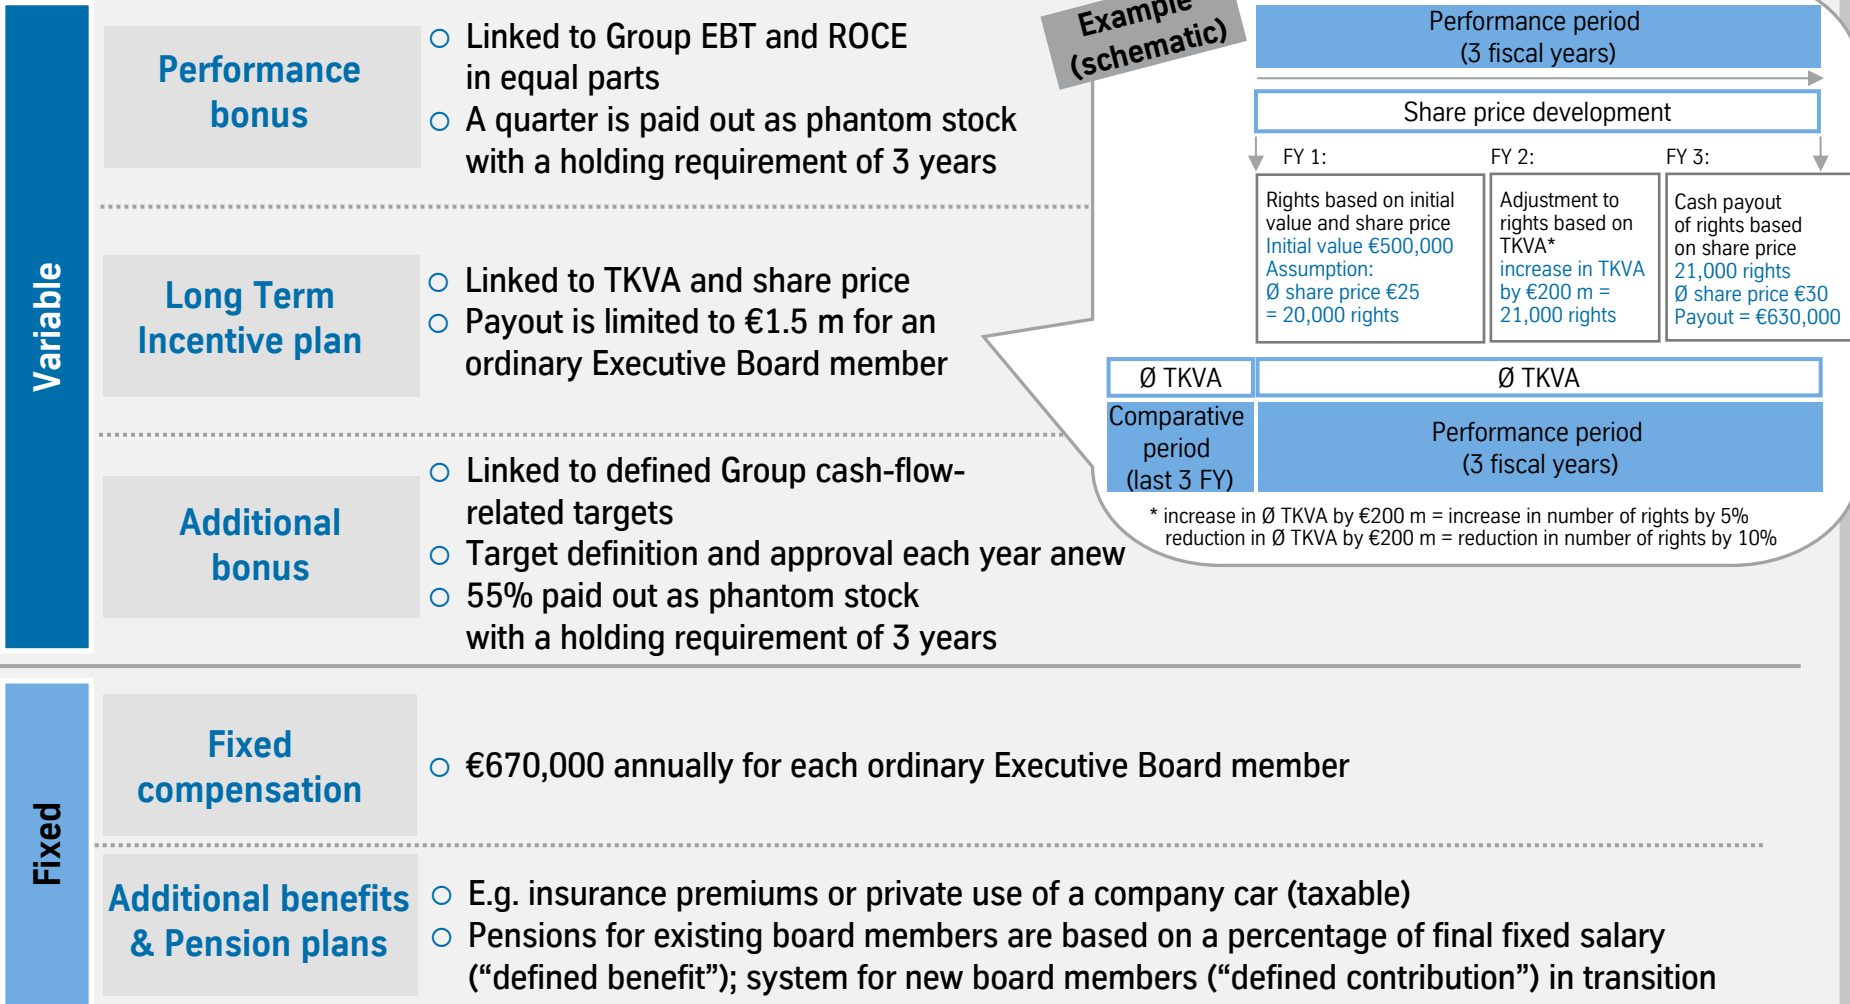 Variable
Performance
bonus
Linked to Group EBT and ROCE
in equal parts
A quarter is paid out as phantom stock
with a holding requirement of 3 years
Long Term
Incentive plan
Linked to TKVA and share price
Payout is limited to €1.5 m for an
ordinary Executive Board member
Additional
bonus
Linked to defined Group cash-flow-
related targets
Target definition and approval each year anew
55% paid out as phantom stock
with a holding requirement of 3 years
Example
(schematic)
Performance period
(3 fiscal years)
Share price development
FY 1:
Rights based on initial
value and share price
Initial value €500,000
Assumption:
Ø share price €25
= 20,000 rights
FY 2:
Adjustment to
rights based on
TKVA*
increase in TKVA
by €200 m =
21,000 rights
FY 3:
Cash payout
of rights based
on share price
21,000 rights
Ø share price €30
Payout = €630,000
Ø TKVA
Ø TKVA
Comparative
period
(last 3 FY)
Performance period
(3 fiscal years)
* increase in Ø TKVA by €200 m = increase in number of rights by 5%
reduction in Ø TKVA by €200 m = reduction in number of rights by 10%
Fixed
Fixed
compensation
€670,000 annually for each ordinary Executive Board member
Additional benefits
& Pension plans
E.g. insurance premiums or private use of a company car (taxable)
Pensions for existing board members are based on a percentage of final fixed salary
(“defined benefit”); system for new board members (“defined contribution”) in transition